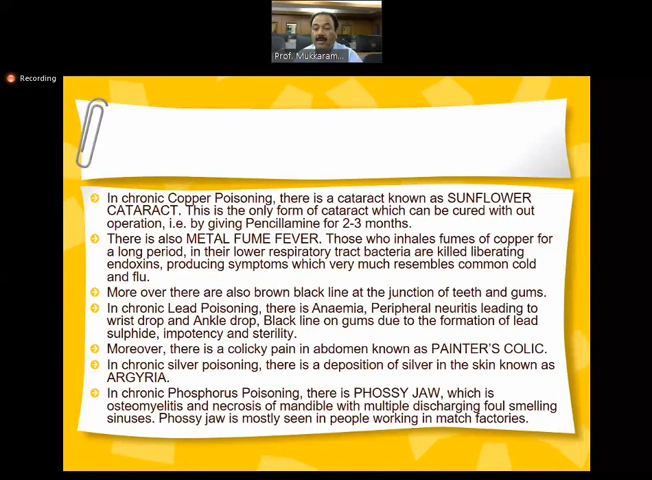 Prof. Mukkaram...
Recording
In chronic Copper Poisoning, there is a cataract known as SUNFLOWER
CATARACT. This is the only form of cataract which can be cured with out
operation, i.e. by giving Pencillamine for 2-3 months.
There is also METAL FUME FEVER. Those who inhales fumes of copper for
a long period, in their lower respiratory tract bacteria are killed liberating
endoxins, producing symptoms which very much resembles common cold
and flu.
More over there are also brown black line at the junction of teeth and gums.
In chronic Lead Poisoning, there is Anaemia, Peripheral neuritis leading to
wrist drop and Ankle drop, Black line on gums due to the formation of lead
sulphide, impotency and sterility.
Moreover, there is a colicky pain in abdomen known as PAINTER'S COLIC.
In chronic silver poisoning, there is a deposition of silver in the skin known as
ARGYRIA.
In chronic Phosphorus Poisoning, there is PHOSSY JAW, which is
osteomyelitis and necrosis of mandible with multiple discharging foul smelling
sinuses. Phossy jaw is mostly seen in people working in match factories.